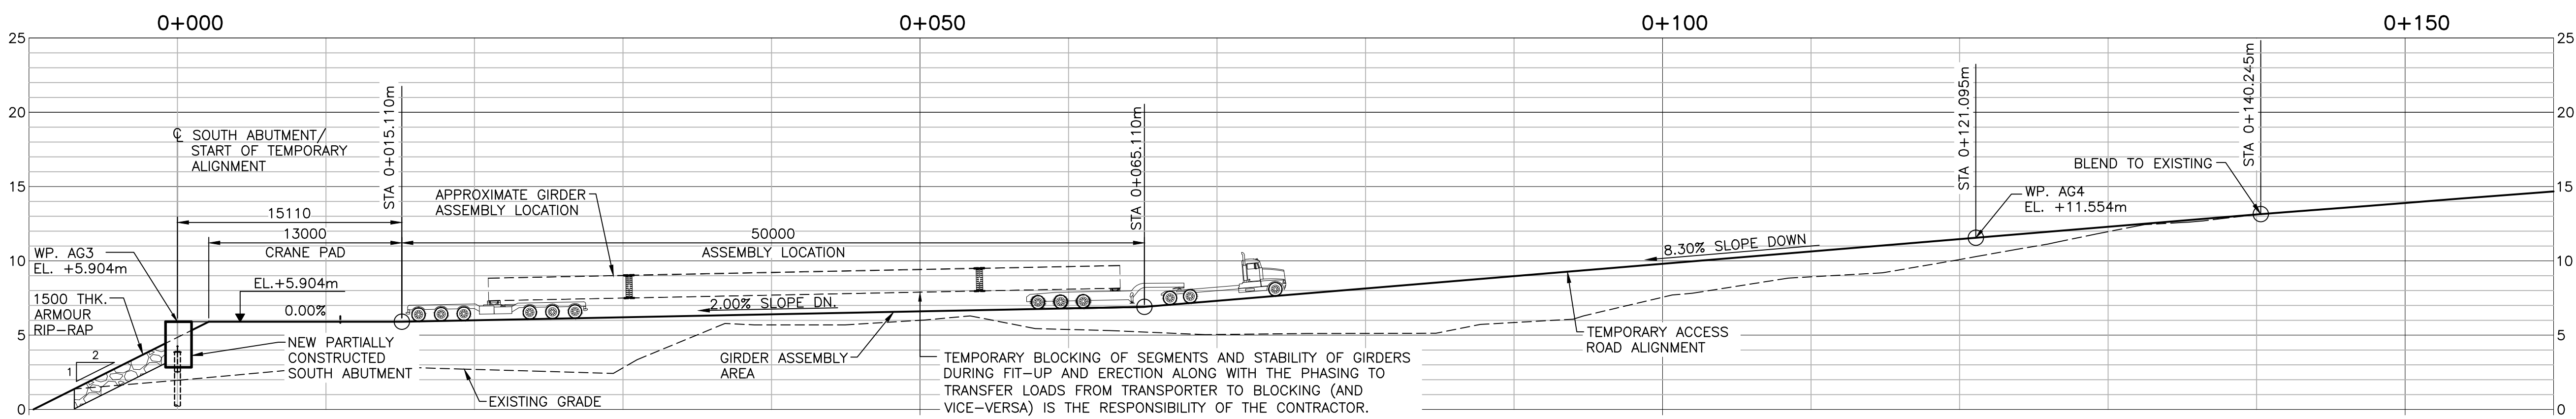 0+000
0+050
0+100
0+150
25
25
20
20
15
15
10
10
5
5
0
0
℄ SOUTH ABUTMENT/
START OF TEMPORARY
ALIGNMENT
STA 0+015.110m
STA 0+065.110m
STA 0+121.095m
STA 0+140.245m
BLEND TO EXISTING
WP. AG4
EL. +11.554m
APPROXIMATE GIRDER
ASSEMBLY LOCATION
15110
13000
CRANE PAD
50000
ASSEMBLY LOCATION
8.30% SLOPE DOWN
WP. AG3
EL. +5.904m
EL.+5.904m
0.00%
2.00% SLOPE DN.
1500 THK.
ARMOUR
RIP-RAP
2
1
NEW PARTIALLY
CONSTRUCTED
SOUTH ABUTMENT
EXISTING GRADE
GIRDER ASSEMBLY
AREA
TEMPORARY BLOCKING OF SEGMENTS AND STABILITY OF GIRDERS
DURING FIT-UP AND ERECTION ALONG WITH THE PHASING TO
TRANSFER LOADS FROM TRANSPORTER TO BLOCKING (AND
VICE-VERSA) IS THE RESPONSIBILITY OF THE CONTRACTOR.
TEMPORARY ACCESS
ROAD ALIGNMENT